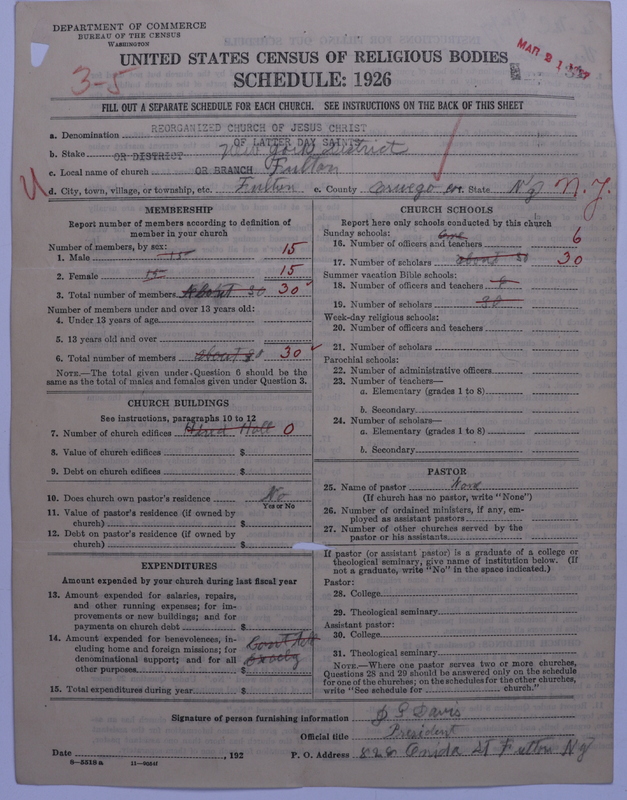 DEPARTMENT OF COMMERCE
BUREAU OF THE CENSUS
WASHINGTON
UNITED STATES CENSUS OF RELIGIOUS BODIES
MAR 21
3-5
SCHEDULE: 1926
FILL OUT A SEPARATE SCHEDULE FOR EACH CHURCH. SEE INSTRUCTIONS ON THE BACK OF THIS SHEET
a. Denomination REORGANIZED CHURCH OF JESUS CHRIST
OF LATTER DAY SAINTS
b. Stake OR DISTRICT New York District
c. Local name of church OR BRANCH Fulton
d. City, town, village, or township, etc. Fulton e. County Oswego State N y N.Y.
MEMBERSHIP
Report number of members according to definition of
member in your church
Number of members, by sex:
1. Male 15 15
2. Female 15 15
3. Total number of members About 30 30
Number of members under and over 13 years old:
4. Under 13 years of age
5. 13 years old and over
6. Total number of members about 30 30
NOTE.—The total given under Question 6 should be
the same as the total of males and females given under Question 3.
CHURCH BUILDINGS
See instructions, paragraphs 10 to 12
7. Number of church edifices Hired Hall 0
8. Value of church edifices $
9. Debt on church edifices $
10. Does church own pastor's residence No
Yes or No
11. Value of pastor's residence (if owned by
church) $
12. Debt on pastor's residence (if owned by
church) $
EXPENDITURES
Amount expended by your church during last fiscal year
13. Amount expended for salaries, repairs,
and other running expenses; for im-
provements or new buildings; and for
payments on church debt $
14. Amount expended for benevolences, in-
cluding home and foreign missions; for
denominational support; and for all
other purposes $
Can't tell
Exactly
15. Total expenditures during year $
CHURCH SCHOOLS
Report here only schools conducted by this church
Sunday schools: One
16. Number of officers and teachers 6
17. Number of scholars about 30 30
Summer vacation Bible schools:
18. Number of officers and teachers 6
19. Number of scholars 30
Week-day religious schools:
20. Number of officers and teachers
21. Number of scholars
Parochial schools:
22. Number of administrative officers
23. Number of teachers—
a. Elementary (grades 1 to 8)
b. Secondary
24. Number of scholars—
a. Elementary (grades 1 to 8)
b. Secondary
PASTOR
25. Name of pastor None
(If church has no pastor, write "None")
26. Number of ordained ministers, if any, em-
ployed as assistant pastors
27. Number of other churches served by the
pastor or his assistants
If pastor (or assistant pastor) is a graduate of a college or
theological seminary, give name of institution below. (If
not a graduate, write "No" in the space indicated.)
Pastor:
28. College
29. Theological seminary
Assistant pastor:
30. College
31. Theological seminary
NOTE.—Where one pastor serves two or more churches,
Questions 28 and 29 should be answered only on the schedule
for one of the churches; on the schedules for the other churches,
write "See schedule for church."
Signature of person furnishing information P G Davis
Official title President
Date , 192 P. O. Address 826 Onida St Fulton Ny
8-5518a 11-9084f